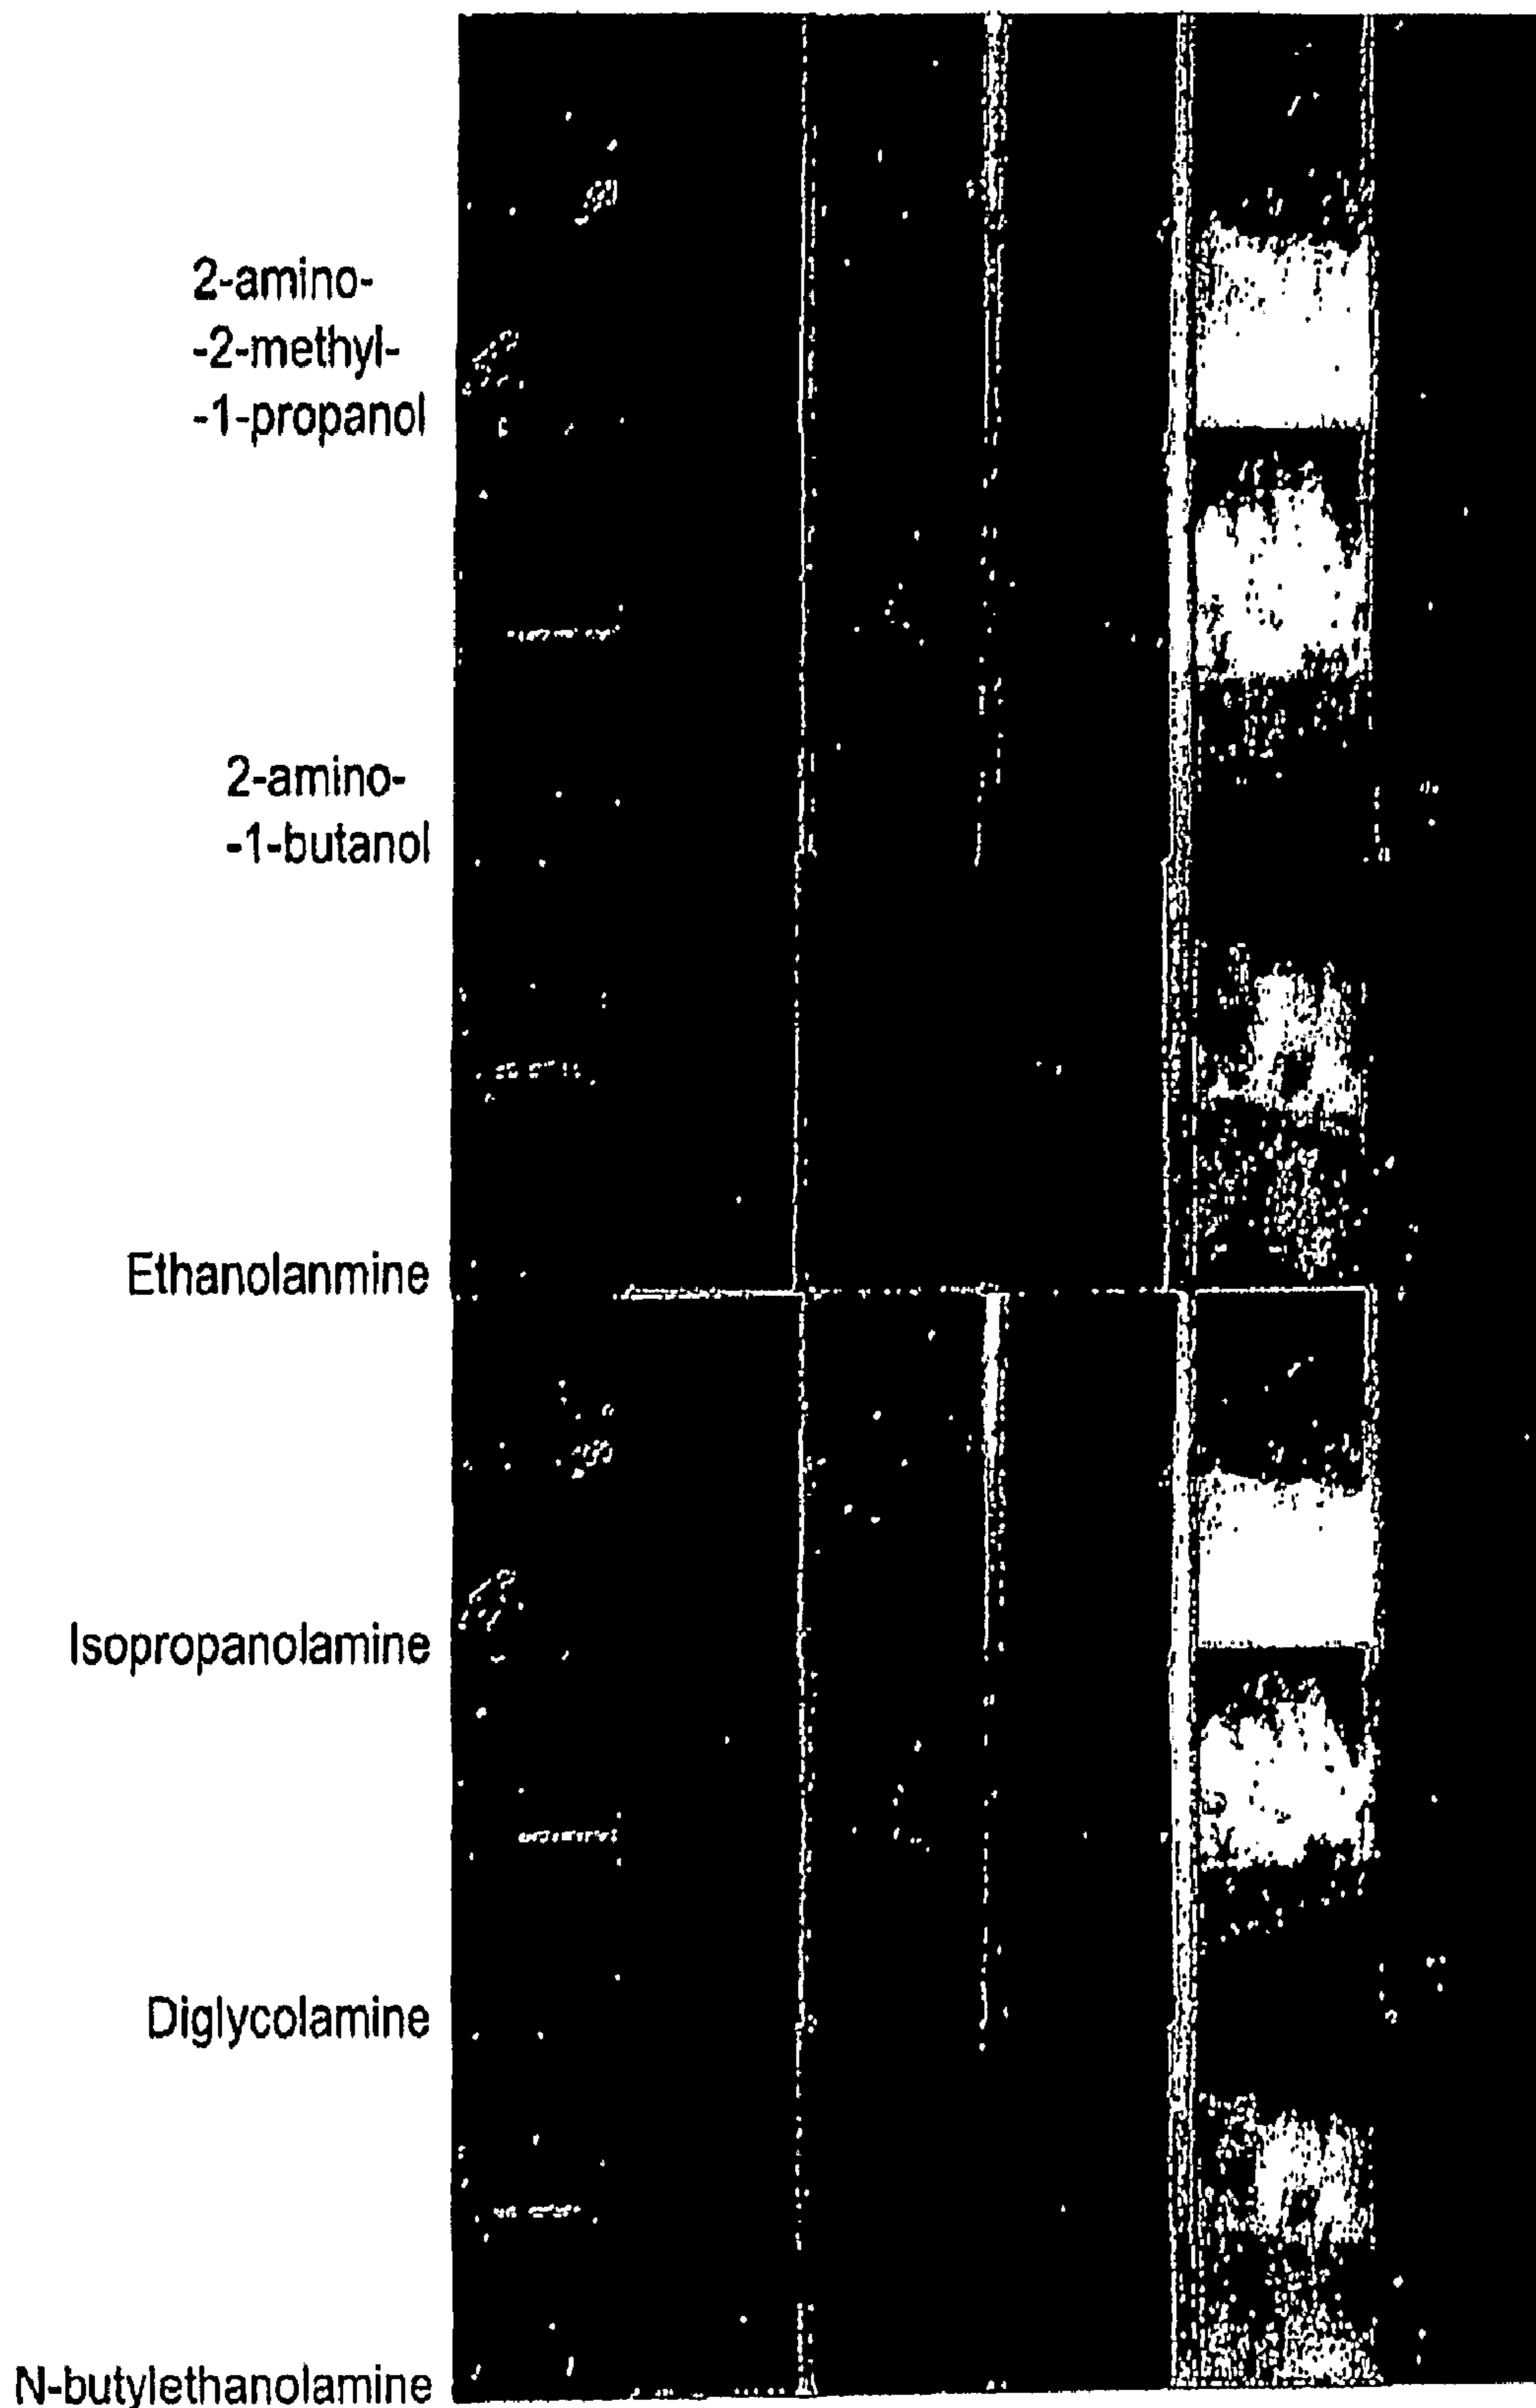 2-amino-
-2-methyl-
-1-propanol
2-amino-
-1-butanol
Ethanolanmine
Isopropanolamine
Diglycolamine
N-butylethanolamine